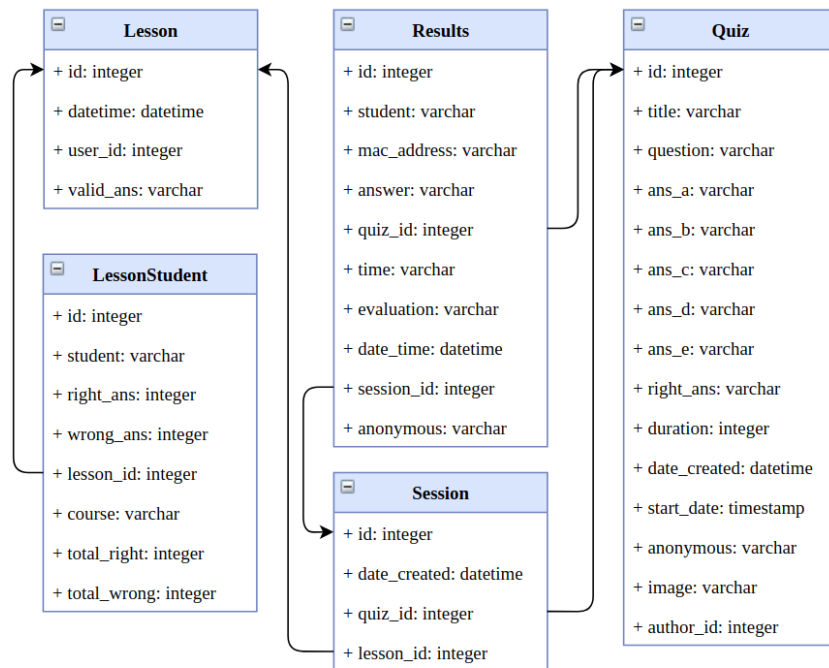 Lesson
+ id: integer
+ datetime: datetime
+ user_id: integer
+ valid_ans: varchar
LessonStudent
+ id: integer
+ student: varchar
+ right_ans: integer
+ wrong_ans: integer
+ lesson_id: integer
+ course: varchar
+ total_right: integer
+ total_wrong: integer
Results
+ id: integer
+ student: varchar
+ mac_address: varchar
+ answer: varchar
+ quiz_id: integer
+ time: varchar
+ evaluation: varchar
+ date_time: datetime
+ session_id: integer
+ anonymous: varchar
Session
+ id: integer
+ date_created: datetime
+ quiz_id: integer
+ lesson_id: integer
Quiz
+ id: integer
+ title: varchar
+ question: varchar
+ ans_a: varchar
+ ans_b: varchar
+ ans_c: varchar
+ ans_d: varchar
+ ans_e: varchar
+ right_ans: varchar
+ duration: integer
+ date_created: datetime
+ start_date: timestamp
+ anonymous: varchar
+ image: varchar
+ author_id: integer